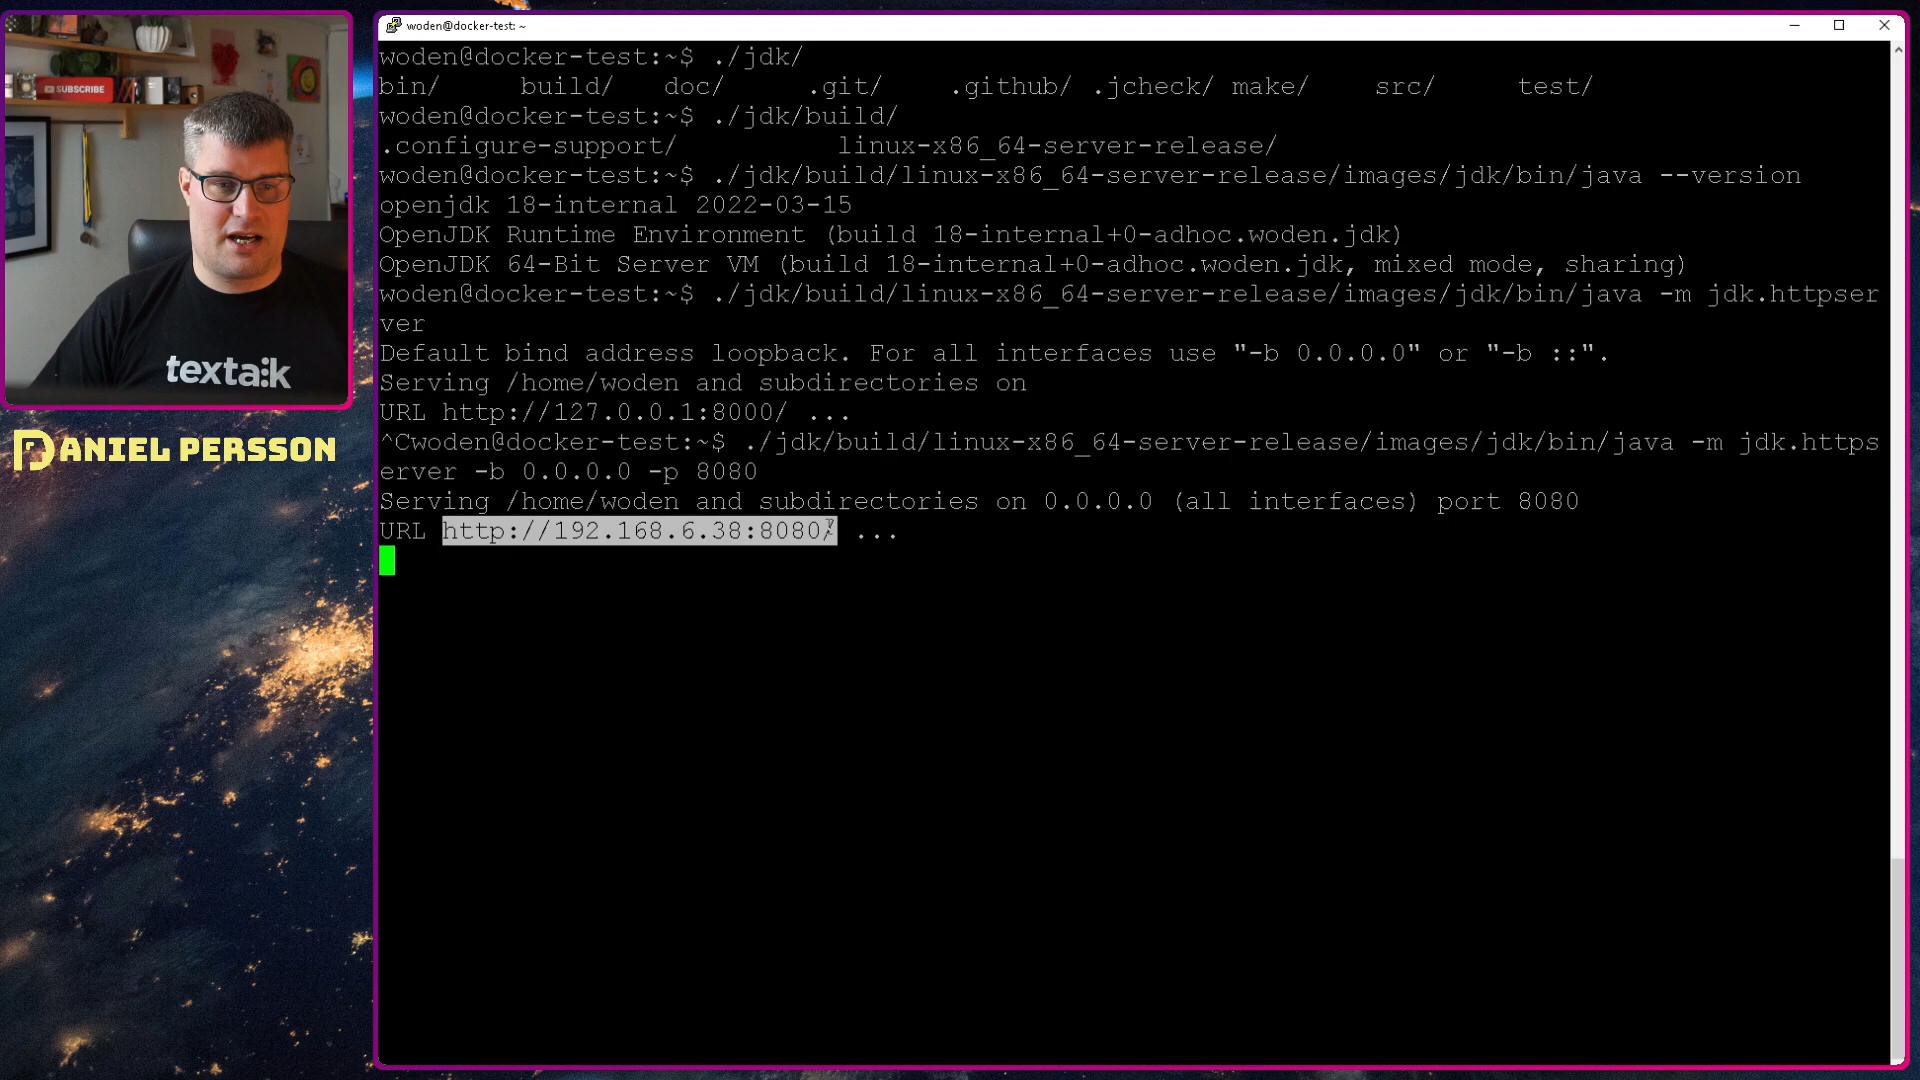 woden@docker-test: ~
SUBSCRIBE
textalk
DANIEL PERSSON
woden@docker-test:~$ ./jdk/
bin/ build/ doc/ .git/ .github/ .jcheck/ make/ src/ test/
woden@docker-test:~$ ./jdk/build/
.configure-support/ linux-x86_64-server-release/
woden@docker-test:~$ ./jdk/build/linux-x86_64-server-release/images/jdk/bin/java --version
openjdk 18-internal 2022-03-15
OpenJDK Runtime Environment (build 18-internal+0-adhoc.woden.jdk)
OpenJDK 64-Bit Server VM (build 18-internal+0-adhoc.woden.jdk, mixed mode, sharing)
woden@docker-test:~$ ./jdk/build/linux-x86_64-server-release/images/jdk/bin/java -m jdk.httpser
ver
Default bind address loopback. For all interfaces use "-b 0.0.0.0" or "-b ::".
Serving /home/woden and subdirectories on
URL http://127.0.0.1:8000/ ...
^Cwoden@docker-test:~$ ./jdk/build/linux-x86_64-server-release/images/jdk/bin/java -m jdk.https
erver -b 0.0.0.0 -p 8080
Serving /home/woden and subdirectories on 0.0.0.0 (all interfaces) port 8080
URL http://192.168.6.38:8080/ ...